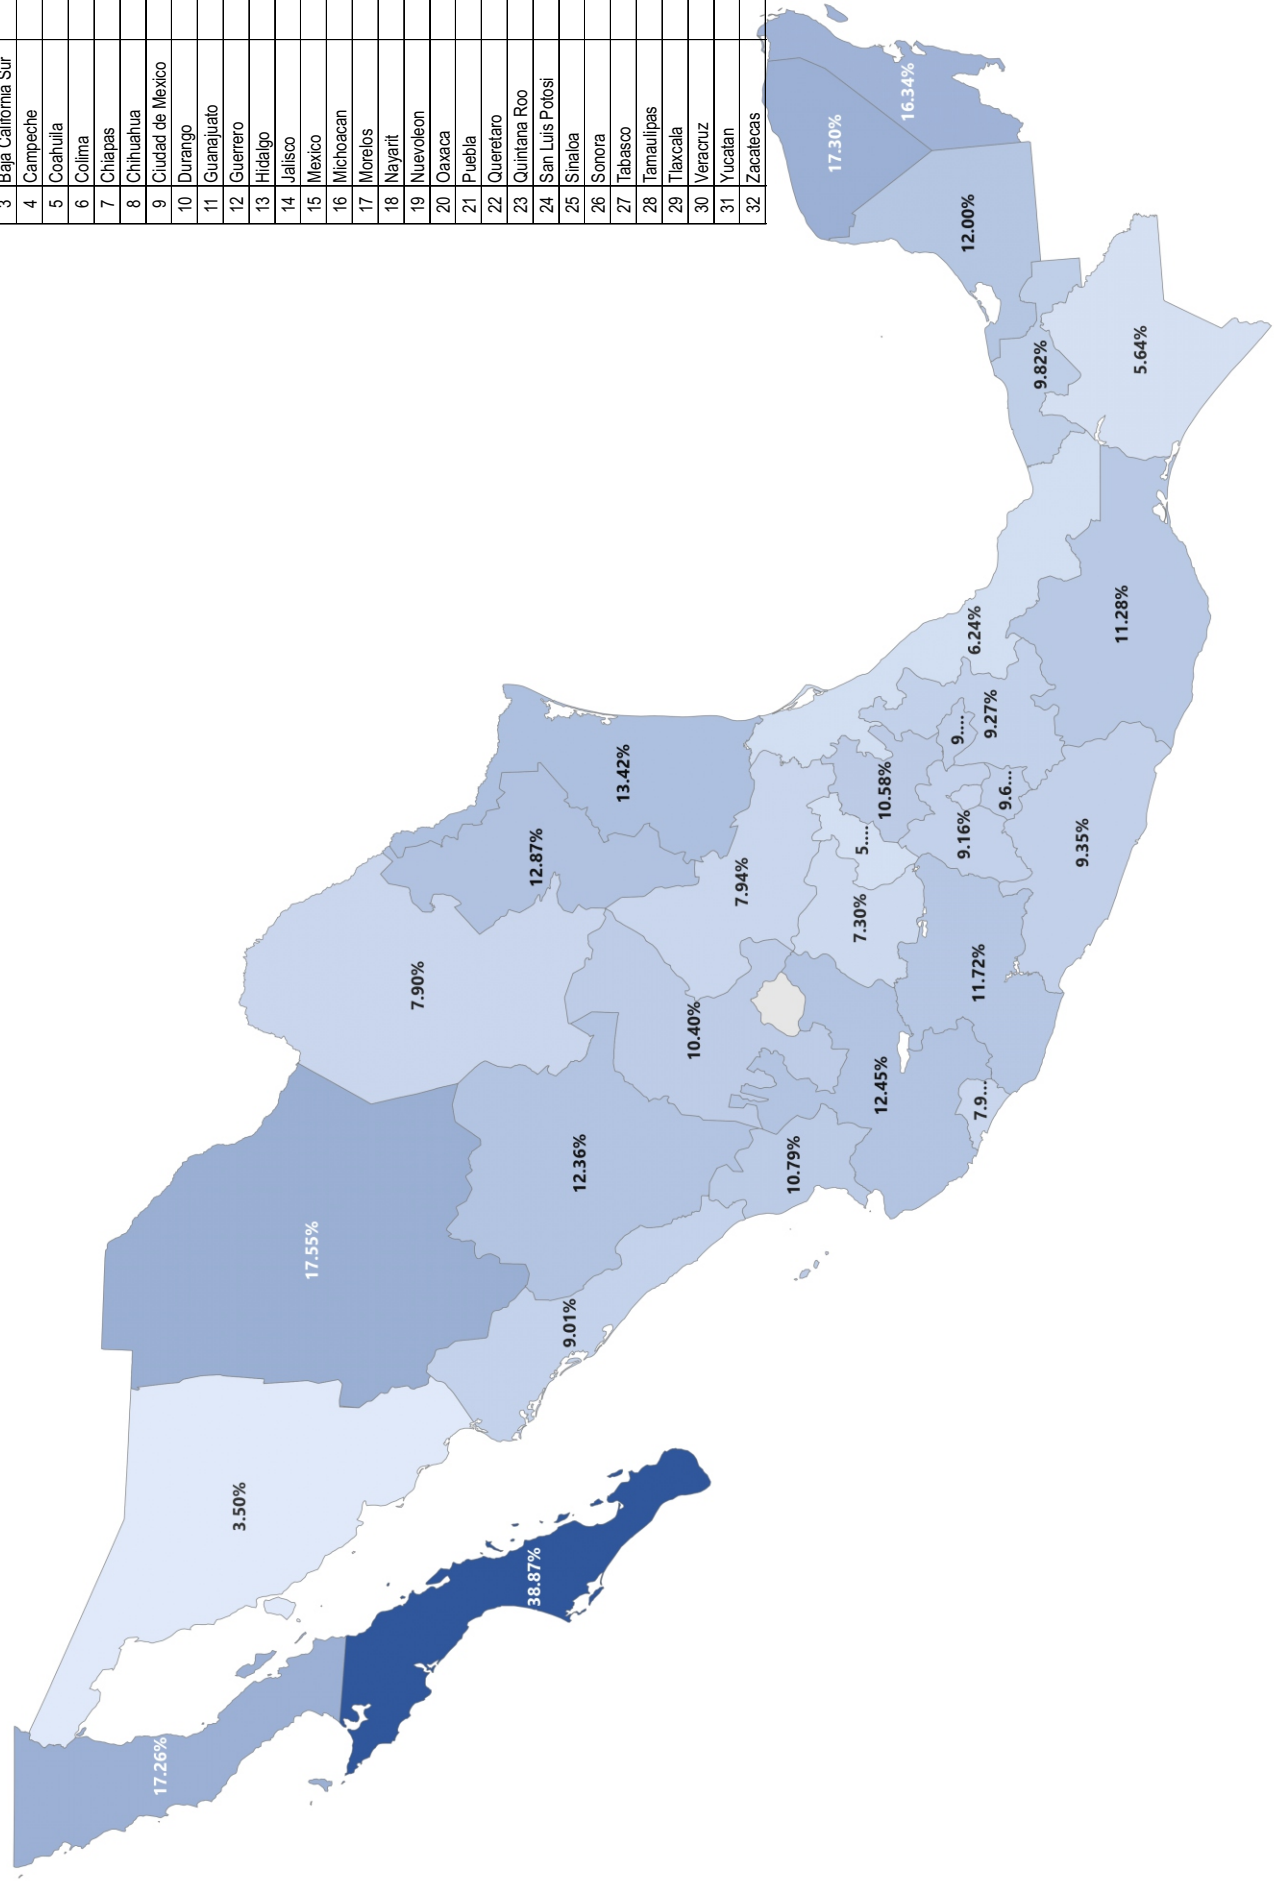 3 Baja California Sur
4 Campeche
5 Coahuila
6 Colima
7 Chiapas
8 Chihuahua
9 Ciudad de Mexico
10 Durango
11 Guanajuato
12 Guerrero
13 Hidalgo
14 Jalisco
15 Mexico
16 Michoacan
17 Morelos
18 Nayarit
19 Nuevoleon
20 Oaxaca
21 Puebla
22 Queretaro
23 Quintana Roo
24 San Luis Potosi
25 Sinaloa
26 Sonora
27 Tabasco
28 Tamaulipas
29 Tlaxcala
30 Veracruz
31 Yucatan
32 Zacatecas
17.26%
3.50%
17.55%
7.90%
38.87%
12.87%
9.01%
12.36%
13.42%
10.40%
7.94%
10.79%
17.30%
7.30%
5....
12.45%
10.58%
16.34%
9....
9.16%
12.00%
6.24%
11.72%
7.9...
9.27%
9.6...
9.82%
9.35%
11.28%
5.64%